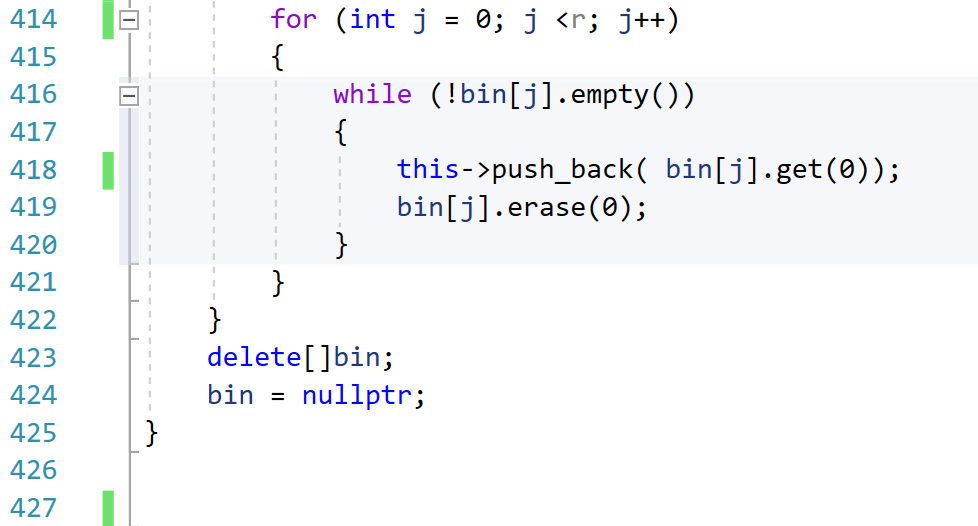 414 for (int j = 0; j <r; j++)
415 {
416 while (!bin[j].empty())
417 {
418 this->push_back( bin[j].get(0));
419 bin[j].erase(0);
420 }
421 }
422 }
423 delete[]bin;
424 bin = nullptr;
425 }
426
427